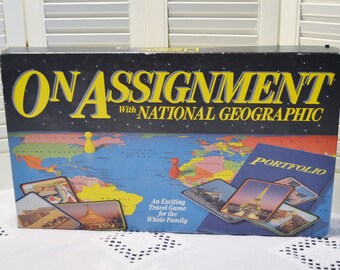 ON ASSIGNMENT
With NATIONAL GEOGRAPHIC
PORTFOLIO
An Exciting
Travel Game
for the
Whole Family